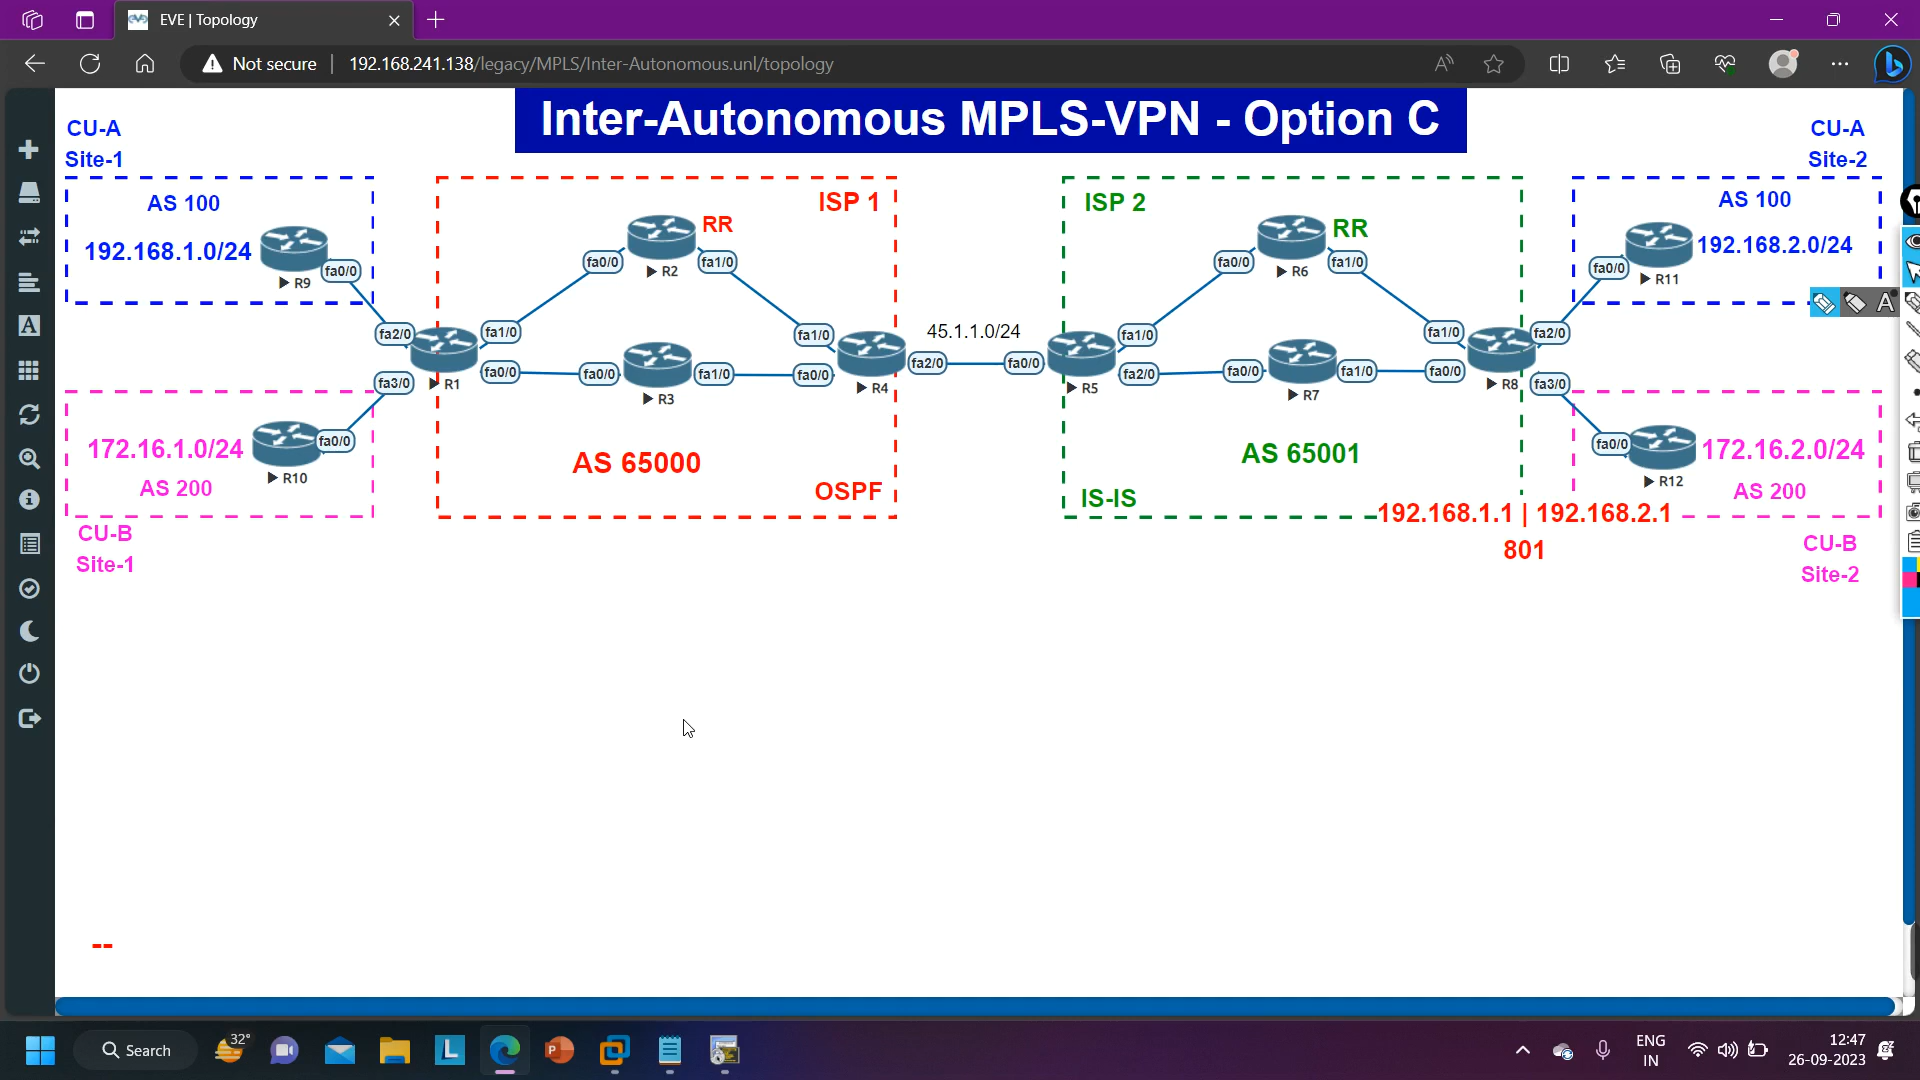 EVE | Topology
Not secure
192.168.241.138/legacy/MPLS/Inter-Autonomous.unl/topology
Inter-Autonomous MPLS-VPN - Option C
CU-A
Site-1
AS 100
192.168.1.0/24
R9
fa0/0
172.16.1.0/24
AS 200
R10
fa0/0
CU-B
Site-1
ISP 1
RR
R2
fa0/0
fa1/0
fa2/0
fa3/0
fa1/0
fa0/0
R1
fa0/0
R3
fa1/0
fa1/0
fa0/0
R4
fa2/0
AS 65000
OSPF
45.1.1.0/24
ISP 2
RR
R6
fa0/0
fa1/0
fa0/0
R5
fa1/0
fa2/0
fa0/0
R7
fa1/0
fa1/0
fa0/0
R8
fa2/0
fa3/0
AS 65001
IS-IS
192.168.1.1 | 192.168.2.1
801
CU-A
Site-2
AS 100
192.168.2.0/24
fa0/0
R11
A
fa0/0
R12
172.16.2.0/24
AS 200
CU-B
Site-2
--
32°
Search
ENG
IN
12:47
26-09-2023